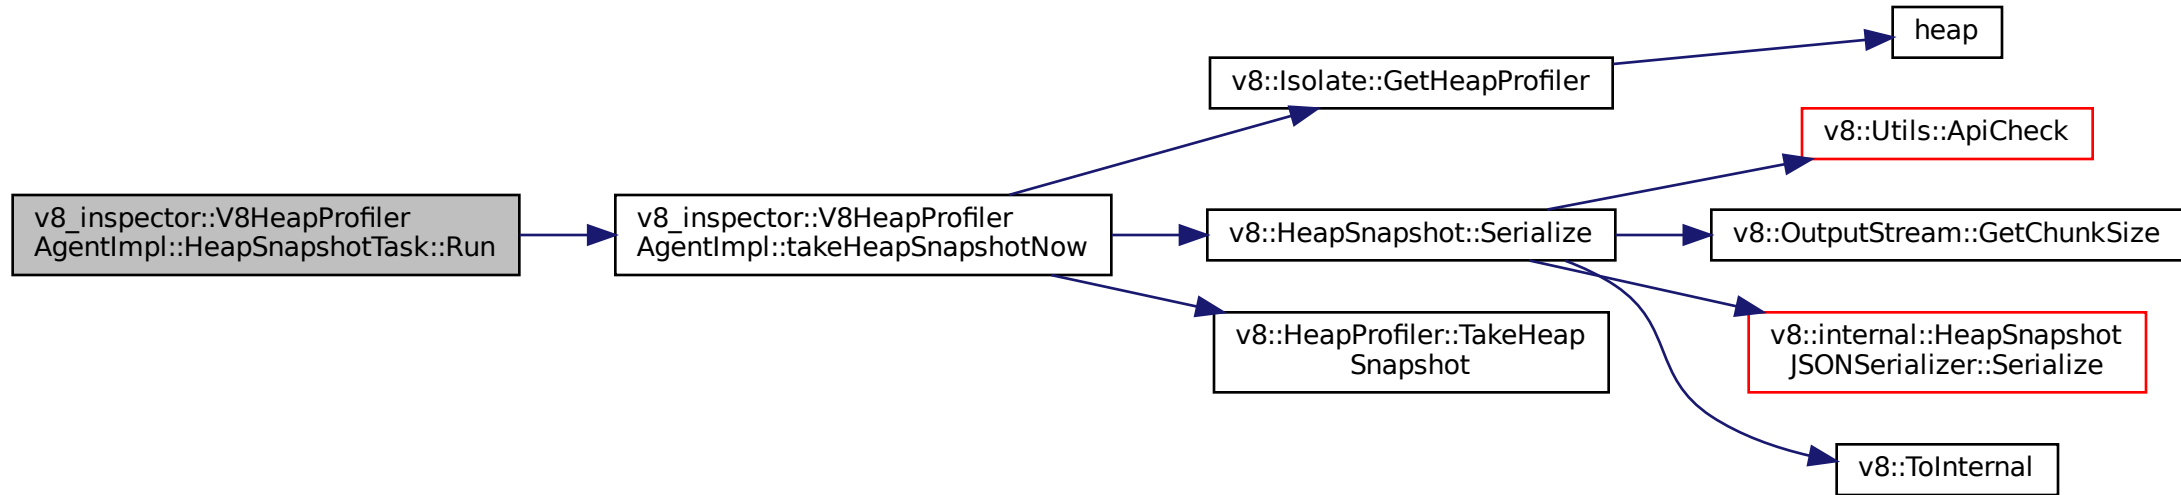 v8_inspector::V8HeapProfiler
AgentImpl::HeapSnapshotTask::Run
v8_inspector::V8HeapProfiler
AgentImpl::takeHeapSnapshotNow
v8::Isolate::GetHeapProfiler
heap
v8::HeapSnapshot::Serialize
v8::Utils::ApiCheck
v8::OutputStream::GetChunkSize
v8::internal::HeapSnapshot
JSONSerializer::Serialize
v8::ToInternal
v8::HeapProfiler::TakeHeap
Snapshot